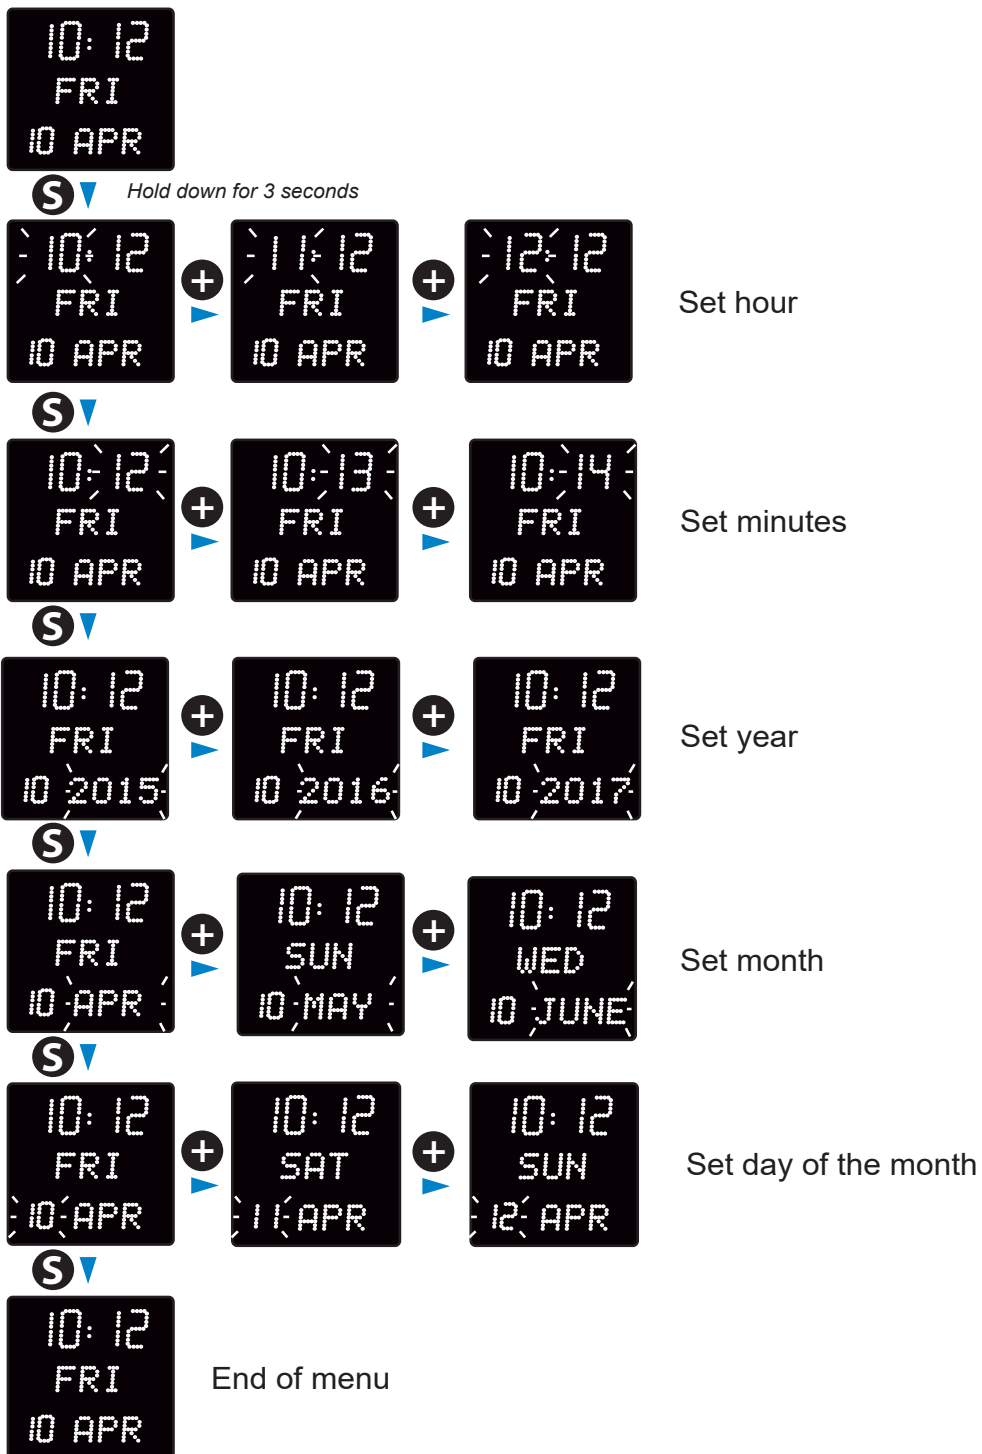 10:12
FRI
10 APR
S Hold down for 3 seconds
10:12 + 11:12 + 12:12
FRI FRI FRI
10 APR 10 APR 10 APR
Set hour
S
10:12 + 10:13 + 10:14
FRI FRI FRI
10 APR 10 APR 10 APR
Set minutes
S
10:12 + 10:12 + 10:12
FRI FRI FRI
10 2015 10 2016 10 2017
Set year
S
10:12 + 10:12 + 10:12
FRI SUN WED
10 APR 10 MAY 10 JUNE
Set month
S
10:12 + 10:12 + 10:12
FRI SAT SUN
10 APR 11 APR 12 APR
Set day of the month
S
10:12
FRI
10 APR
End of menu